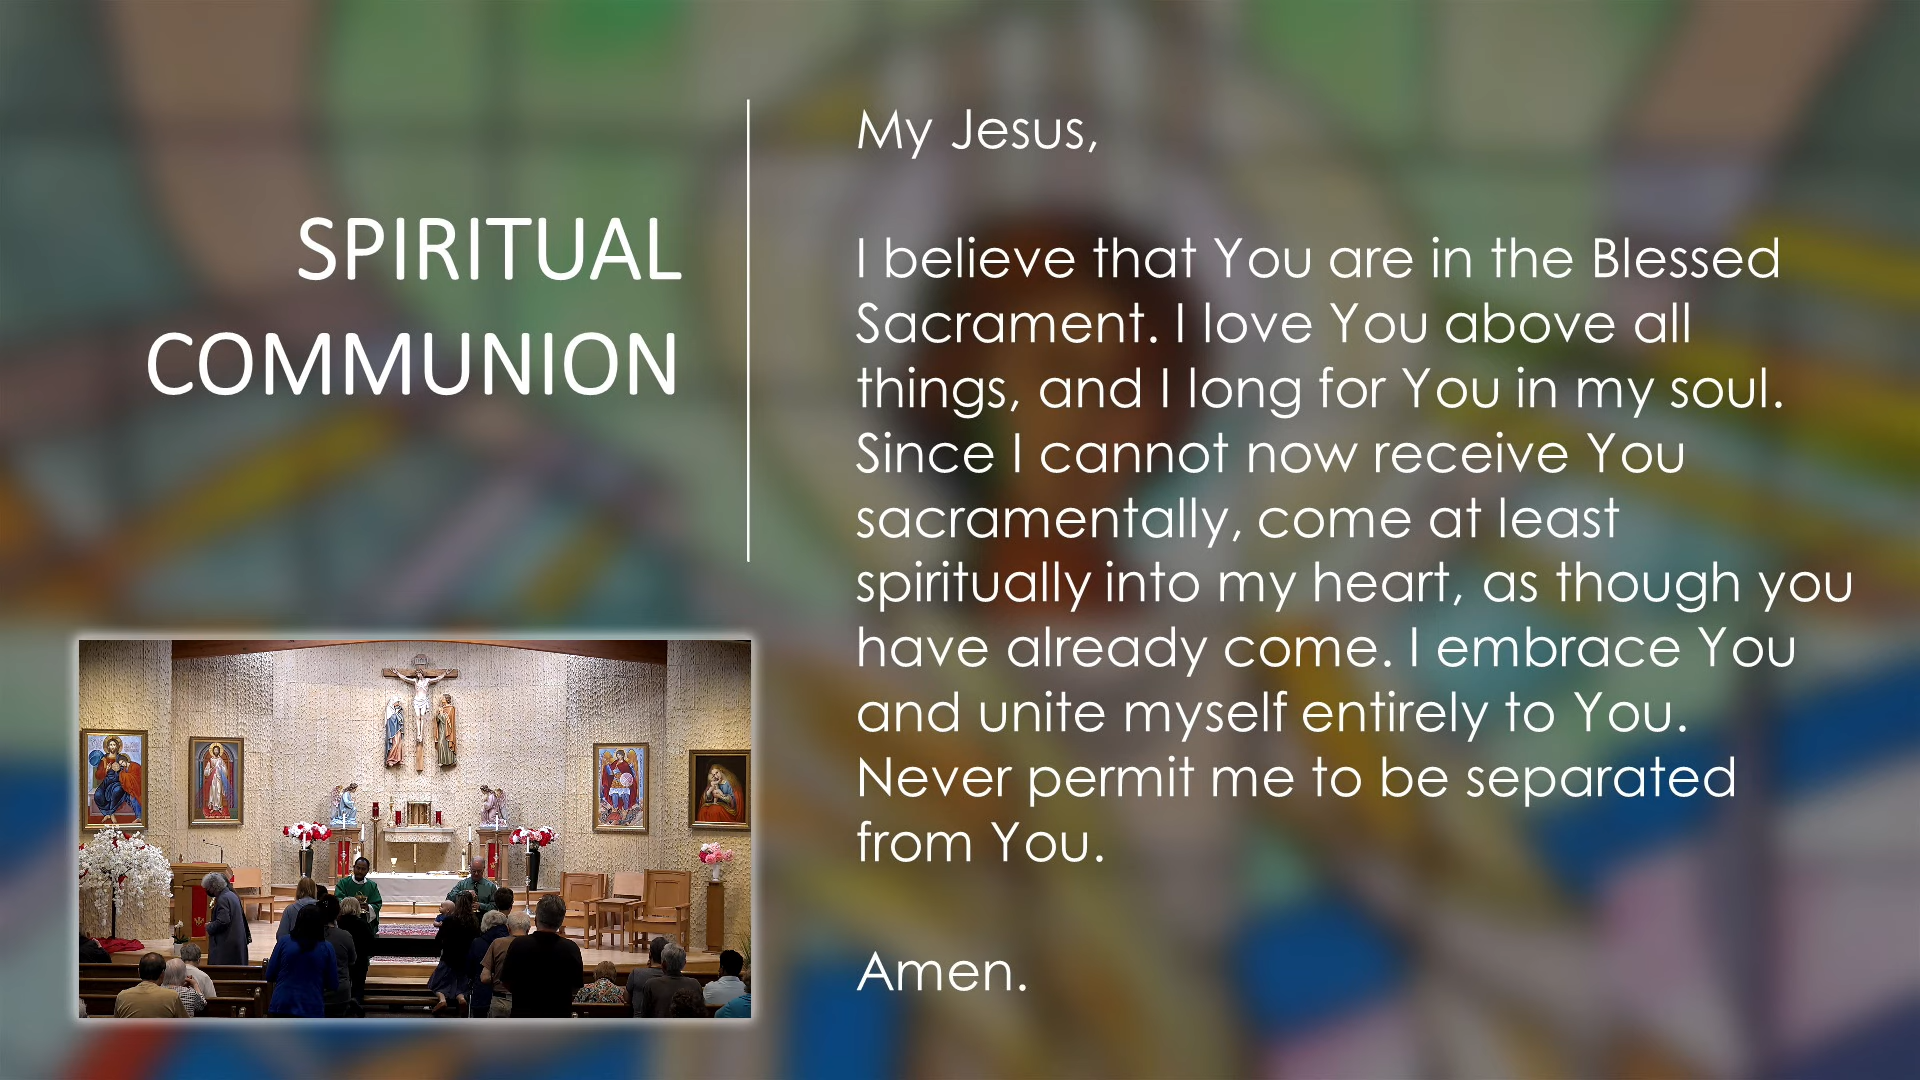 SPIRITUAL
COMMUNION
My Jesus,
I believe that You are in the Blessed
Sacrament. I love You above all
things, and I long for You in my soul.
Since I cannot now receive You
sacramentally, come at least
spiritually into my heart, as though you
have already come. I embrace You
and unite myself entirely to You.
Never permit me to be separated
from You.
Amen.